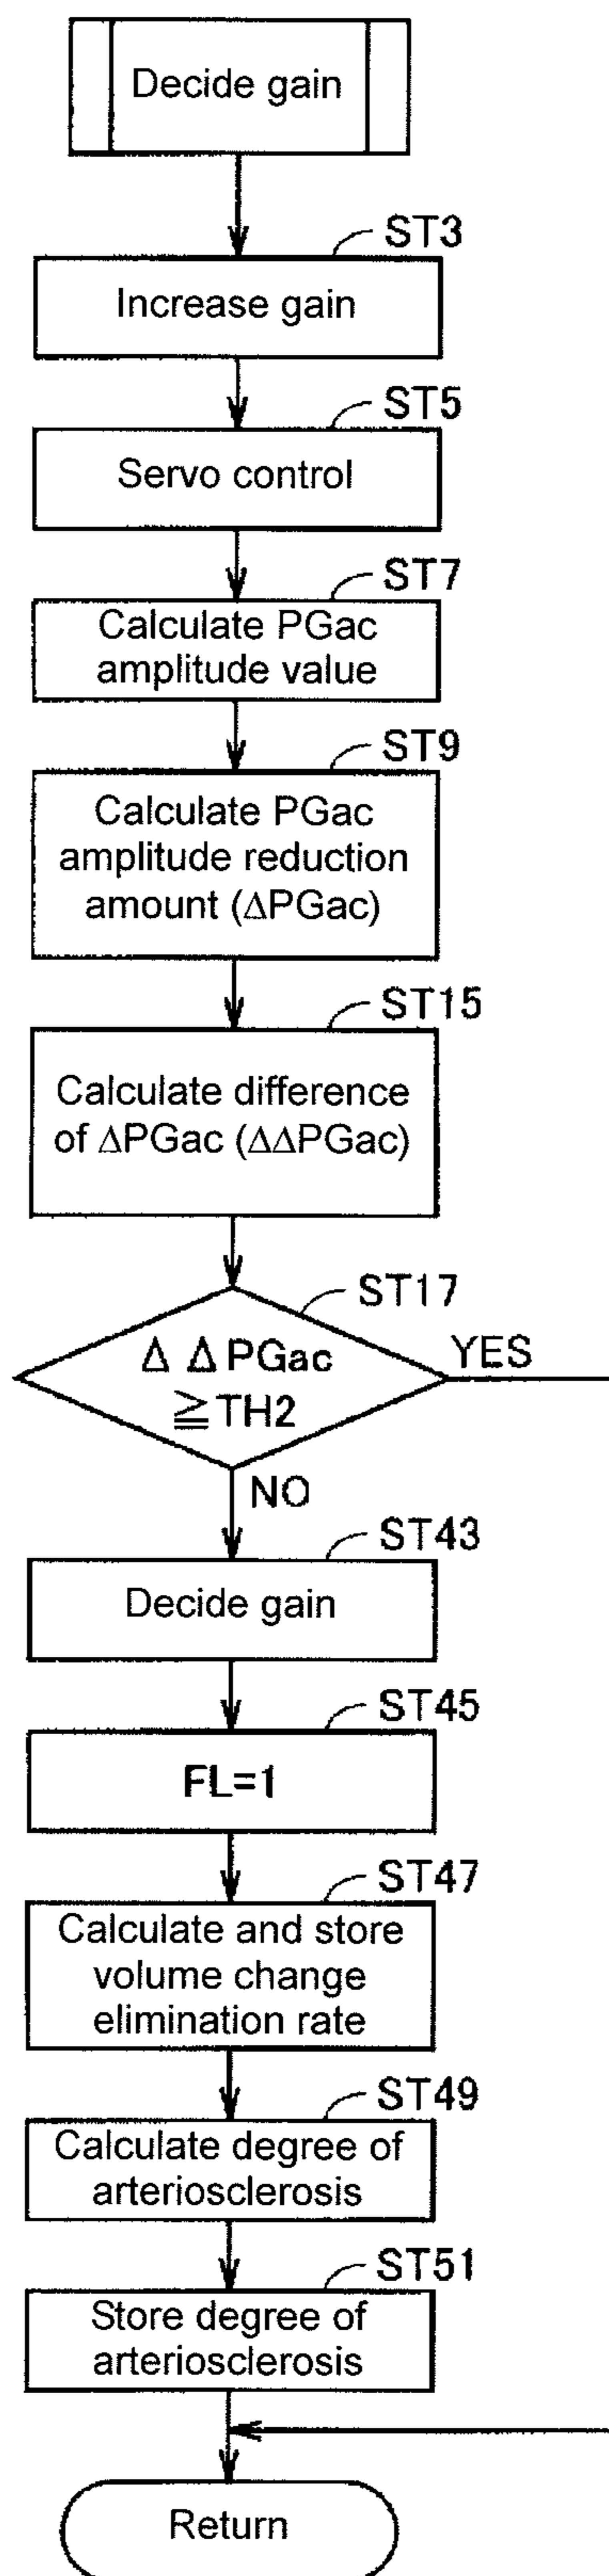 Decide gain
ST3
Increase gain
ST5
Servo control
ST7
Calculate PGac
amplitude value
ST9
Calculate PGac
amplitude reduction
amount (ΔPGac)
ST15
Calculate difference
of ΔPGac (ΔΔPGac)
ST17
Δ Δ PGac
≧TH2
YES
NO
ST43
Decide gain
ST45
FL=1
ST47
Calculate and store
volume change
elimination rate
ST49
Calculate degree of
arteriosclerosis
ST51
Store degree of
arteriosclerosis
Return